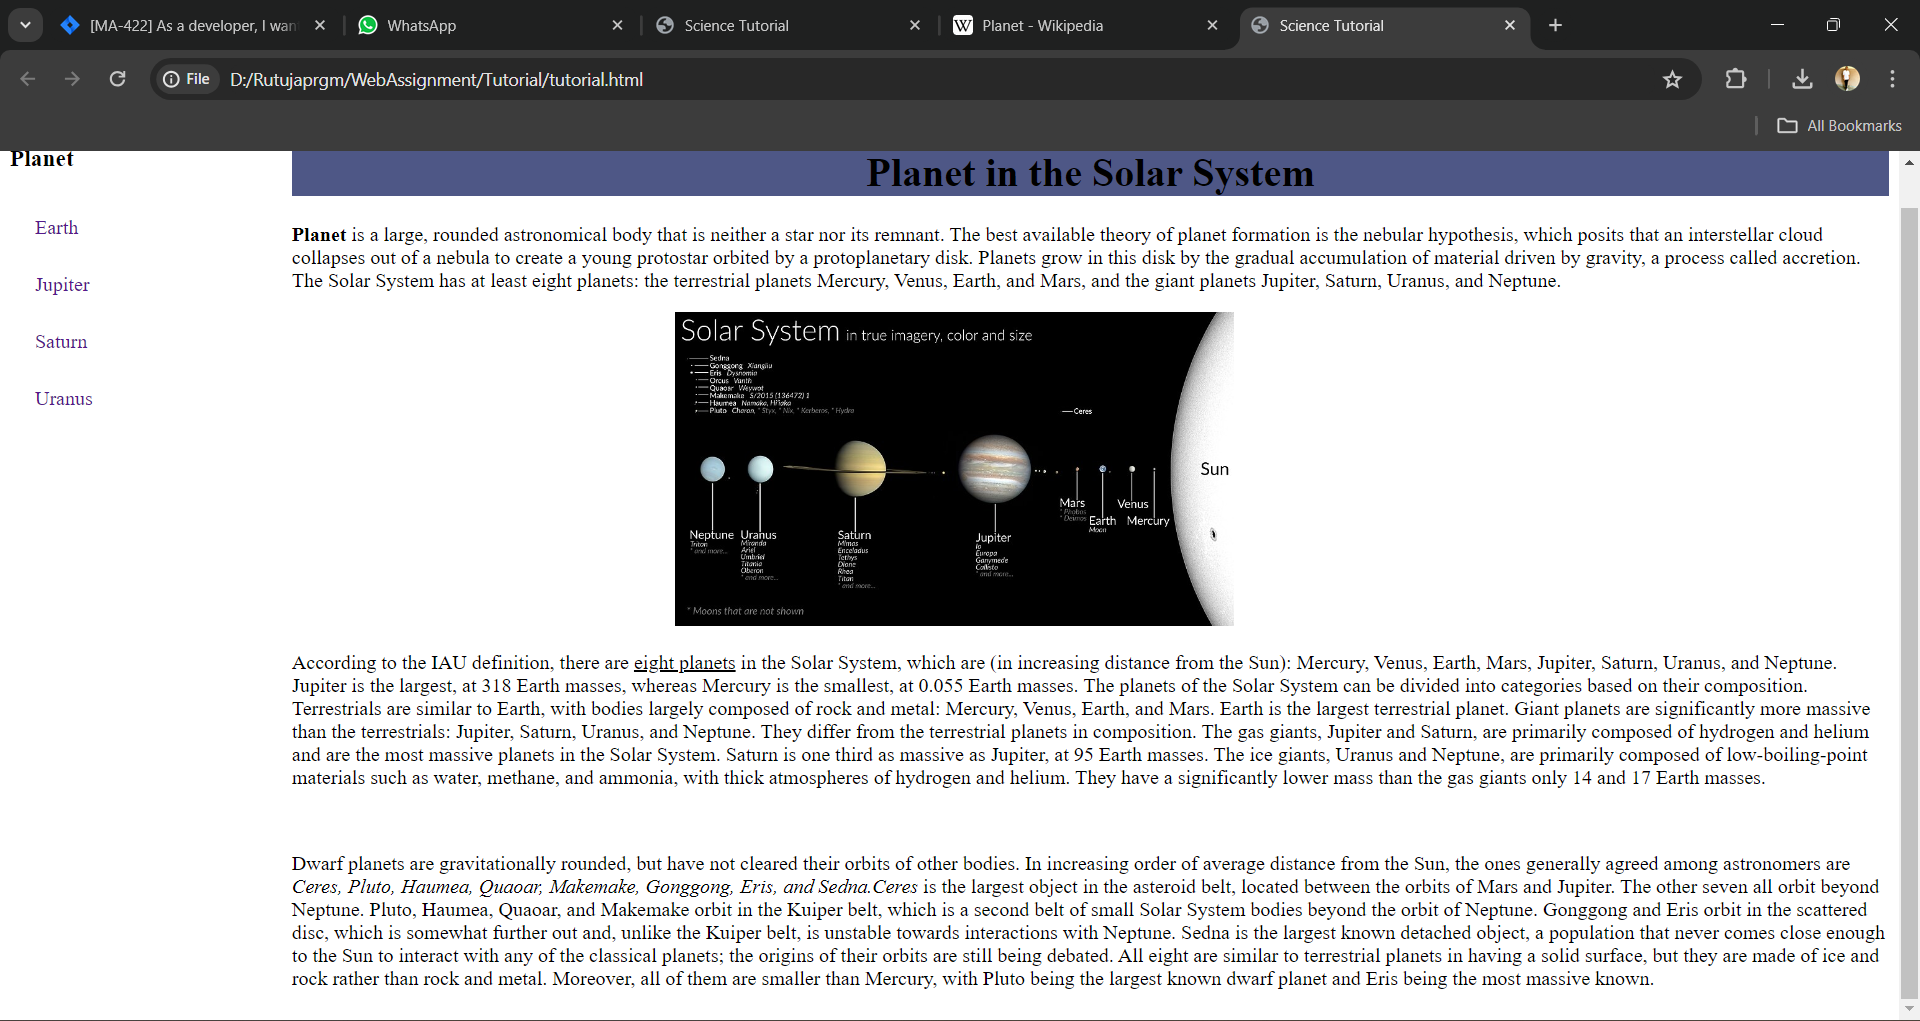 [MA-422] As a developer, I wan
WhatsApp
Science Tutorial
Planet - Wikipedia
Science Tutorial
File
D:/Rutujaprgm/WebAssignment/Tutorial/tutorial.html
All Bookmarks
Planet
Earth
Jupiter
Saturn
Uranus
Planet in the Solar System
Planet is a large, rounded astronomical body that is neither a star nor its remnant. The best available theory of planet formation is the nebular hypothesis, which posits that an interstellar cloud
collapses out of a nebula to create a young protostar orbited by a protoplanetary disk. Planets grow in this disk by the gradual accumulation of material driven by gravity, a process called accretion.
The Solar System has at least eight planets: the terrestrial planets Mercury, Venus, Earth, and Mars, and the giant planets Jupiter, Saturn, Uranus, and Neptune.
Solar System in true imagery, color and size
Sedna
Gonggong Xiangliu
Eris Dysnomia
Orcus Vanth
Quaoar Weywot
Makemake S/2015 (136472) 1
Haumea Namaka, Hi'iaka
Pluto Charon, * Styx, * Nix, * Kerberos, * Hydra
Ceres
Sun
Mars
* Phobos
* Deimos
Venus
Earth
Moon
Mercury
Neptune
Triton
* and more...
Uranus
Miranda
Ariel
Umbriel
Titania
Oberon
* and more...
Saturn
Mimas
Enceladus
Tethys
Dione
Rhea
Titan
* and more...
Jupiter
Io
Europa
Ganymede
Callisto
* and more...
* Moons that are not shown
According to the IAU definition, there are eight planets in the Solar System, which are (in increasing distance from the Sun): Mercury, Venus, Earth, Mars, Jupiter, Saturn, Uranus, and Neptune.
Jupiter is the largest, at 318 Earth masses, whereas Mercury is the smallest, at 0.055 Earth masses. The planets of the Solar System can be divided into categories based on their composition.
Terrestrials are similar to Earth, with bodies largely composed of rock and metal: Mercury, Venus, Earth, and Mars. Earth is the largest terrestrial planet. Giant planets are significantly more massive
than the terrestrials: Jupiter, Saturn, Uranus, and Neptune. They differ from the terrestrial planets in composition. The gas giants, Jupiter and Saturn, are primarily composed of hydrogen and helium
and are the most massive planets in the Solar System. Saturn is one third as massive as Jupiter, at 95 Earth masses. The ice giants, Uranus and Neptune, are primarily composed of low-boiling-point
materials such as water, methane, and ammonia, with thick atmospheres of hydrogen and helium. They have a significantly lower mass than the gas giants only 14 and 17 Earth masses.
Dwarf planets are gravitationally rounded, but have not cleared their orbits of other bodies. In increasing order of average distance from the Sun, the ones generally agreed among astronomers are
Ceres, Pluto, Haumea, Quaoar, Makemake, Gonggong, Eris, and Sedna.Ceres is the largest object in the asteroid belt, located between the orbits of Mars and Jupiter. The other seven all orbit beyond
Neptune. Pluto, Haumea, Quaoar, and Makemake orbit in the Kuiper belt, which is a second belt of small Solar System bodies beyond the orbit of Neptune. Gonggong and Eris orbit in the scattered
disc, which is somewhat further out and, unlike the Kuiper belt, is unstable towards interactions with Neptune. Sedna is the largest known detached object, a population that never comes close enough
to the Sun to interact with any of the classical planets; the origins of their orbits are still being debated. All eight are similar to terrestrial planets in having a solid surface, but they are made of ice and
rock rather than rock and metal. Moreover, all of them are smaller than Mercury, with Pluto being the largest known dwarf planet and Eris being the most massive known.